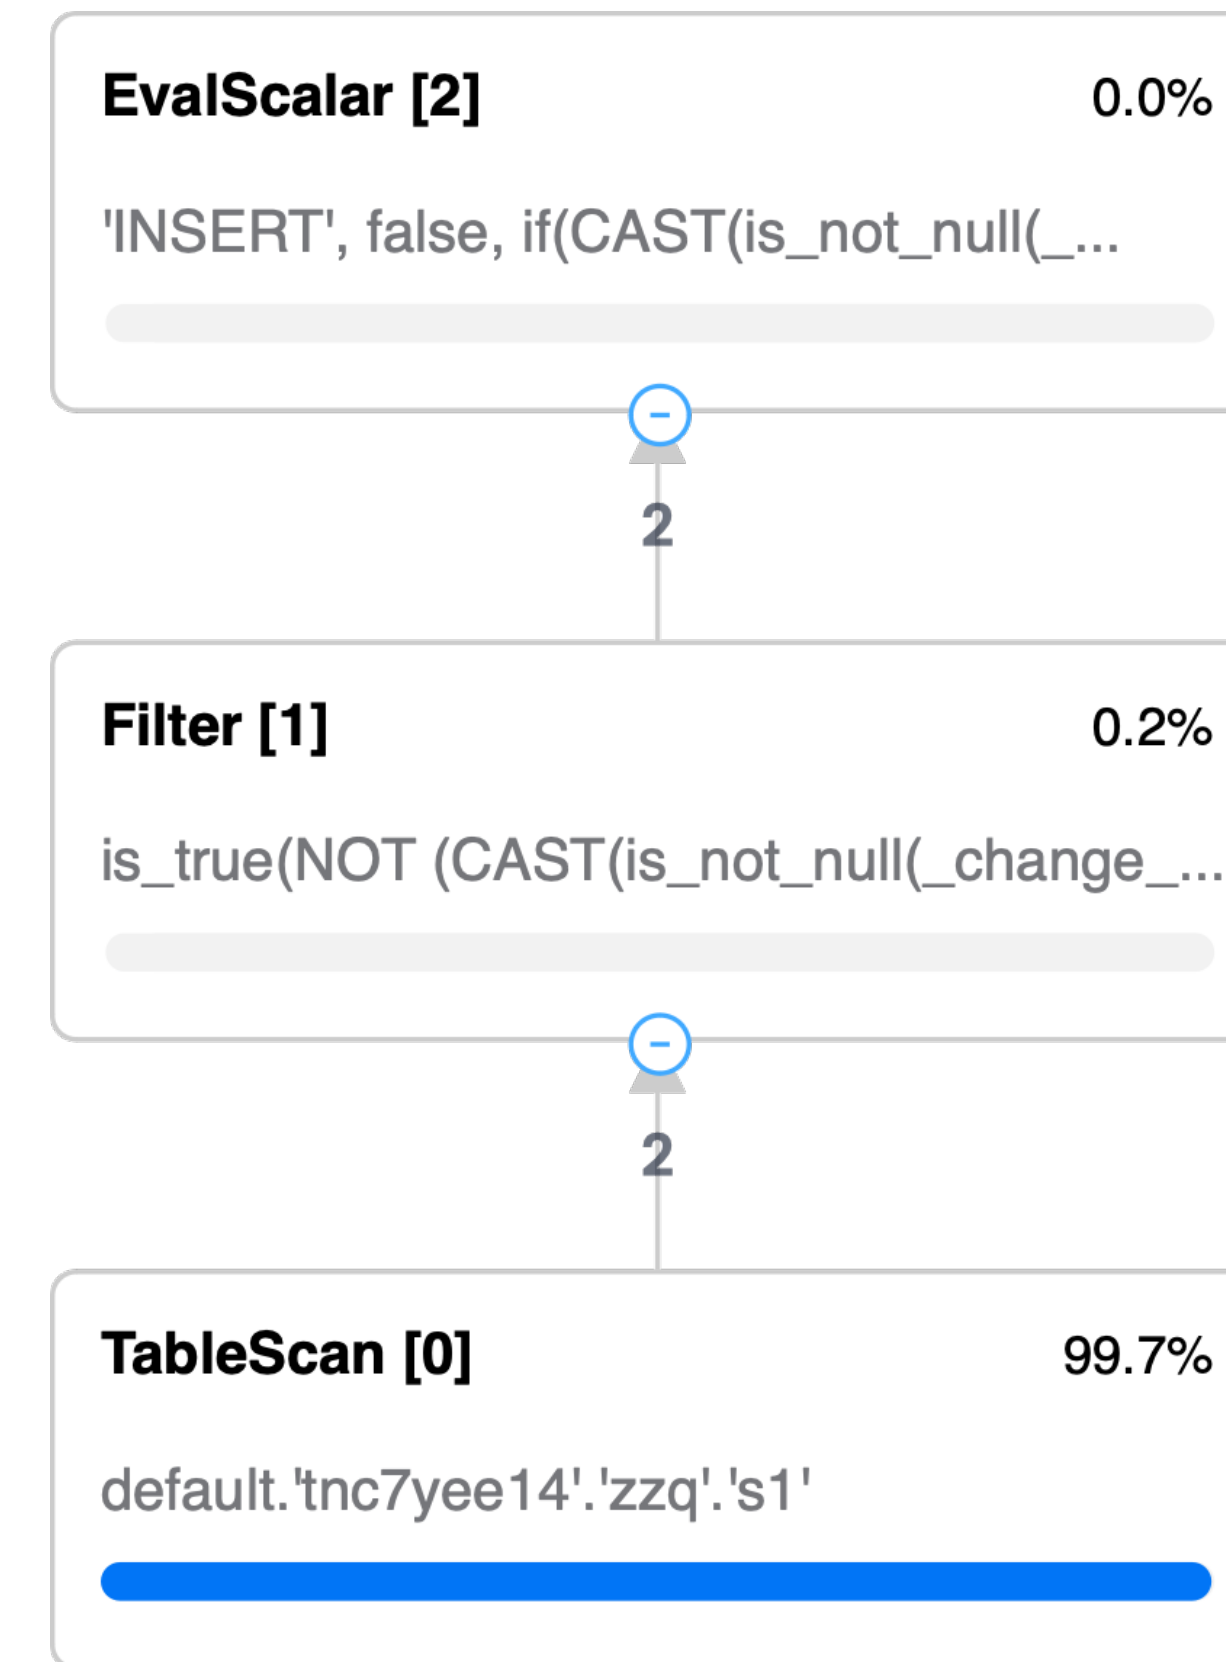 EvalScalar [2] 0.0%
'INSERT', false, if(CAST(is_not_null(_...
2
Filter [1] 0.2%
is_true(NOT (CAST(is_not_null(_change_...
2
TableScan [0] 99.7%
default.'tnc7yee14'.'zzq'.'s1'